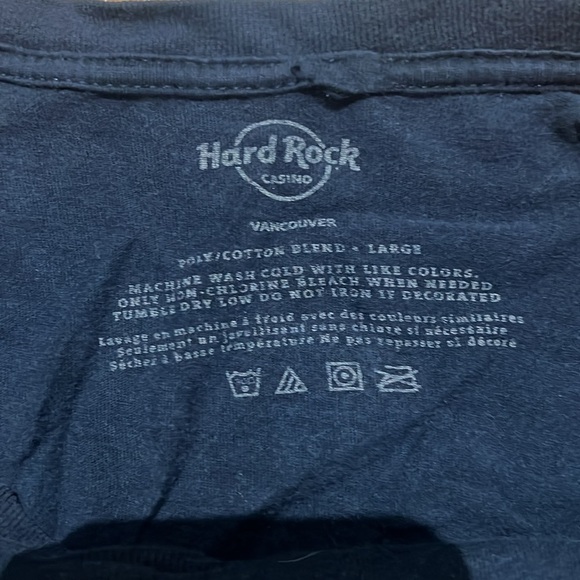 Hard Rock
CASINO
VANCOUVER
POLY/COTTON BLEND • LARGE
MACHINE WASH COLD WITH LIKE COLORS.
ONLY NON-CHLORINE BLEACH WHEN NEEDED
TUMBLE DRY LOW DO NOT IRON IF DECORATED
Lavage en machine à froid avec des couleurs similaires
Seulement un javellisant sans chlore si nécessaire
Sécher à basse température Ne pas repasser si décoré